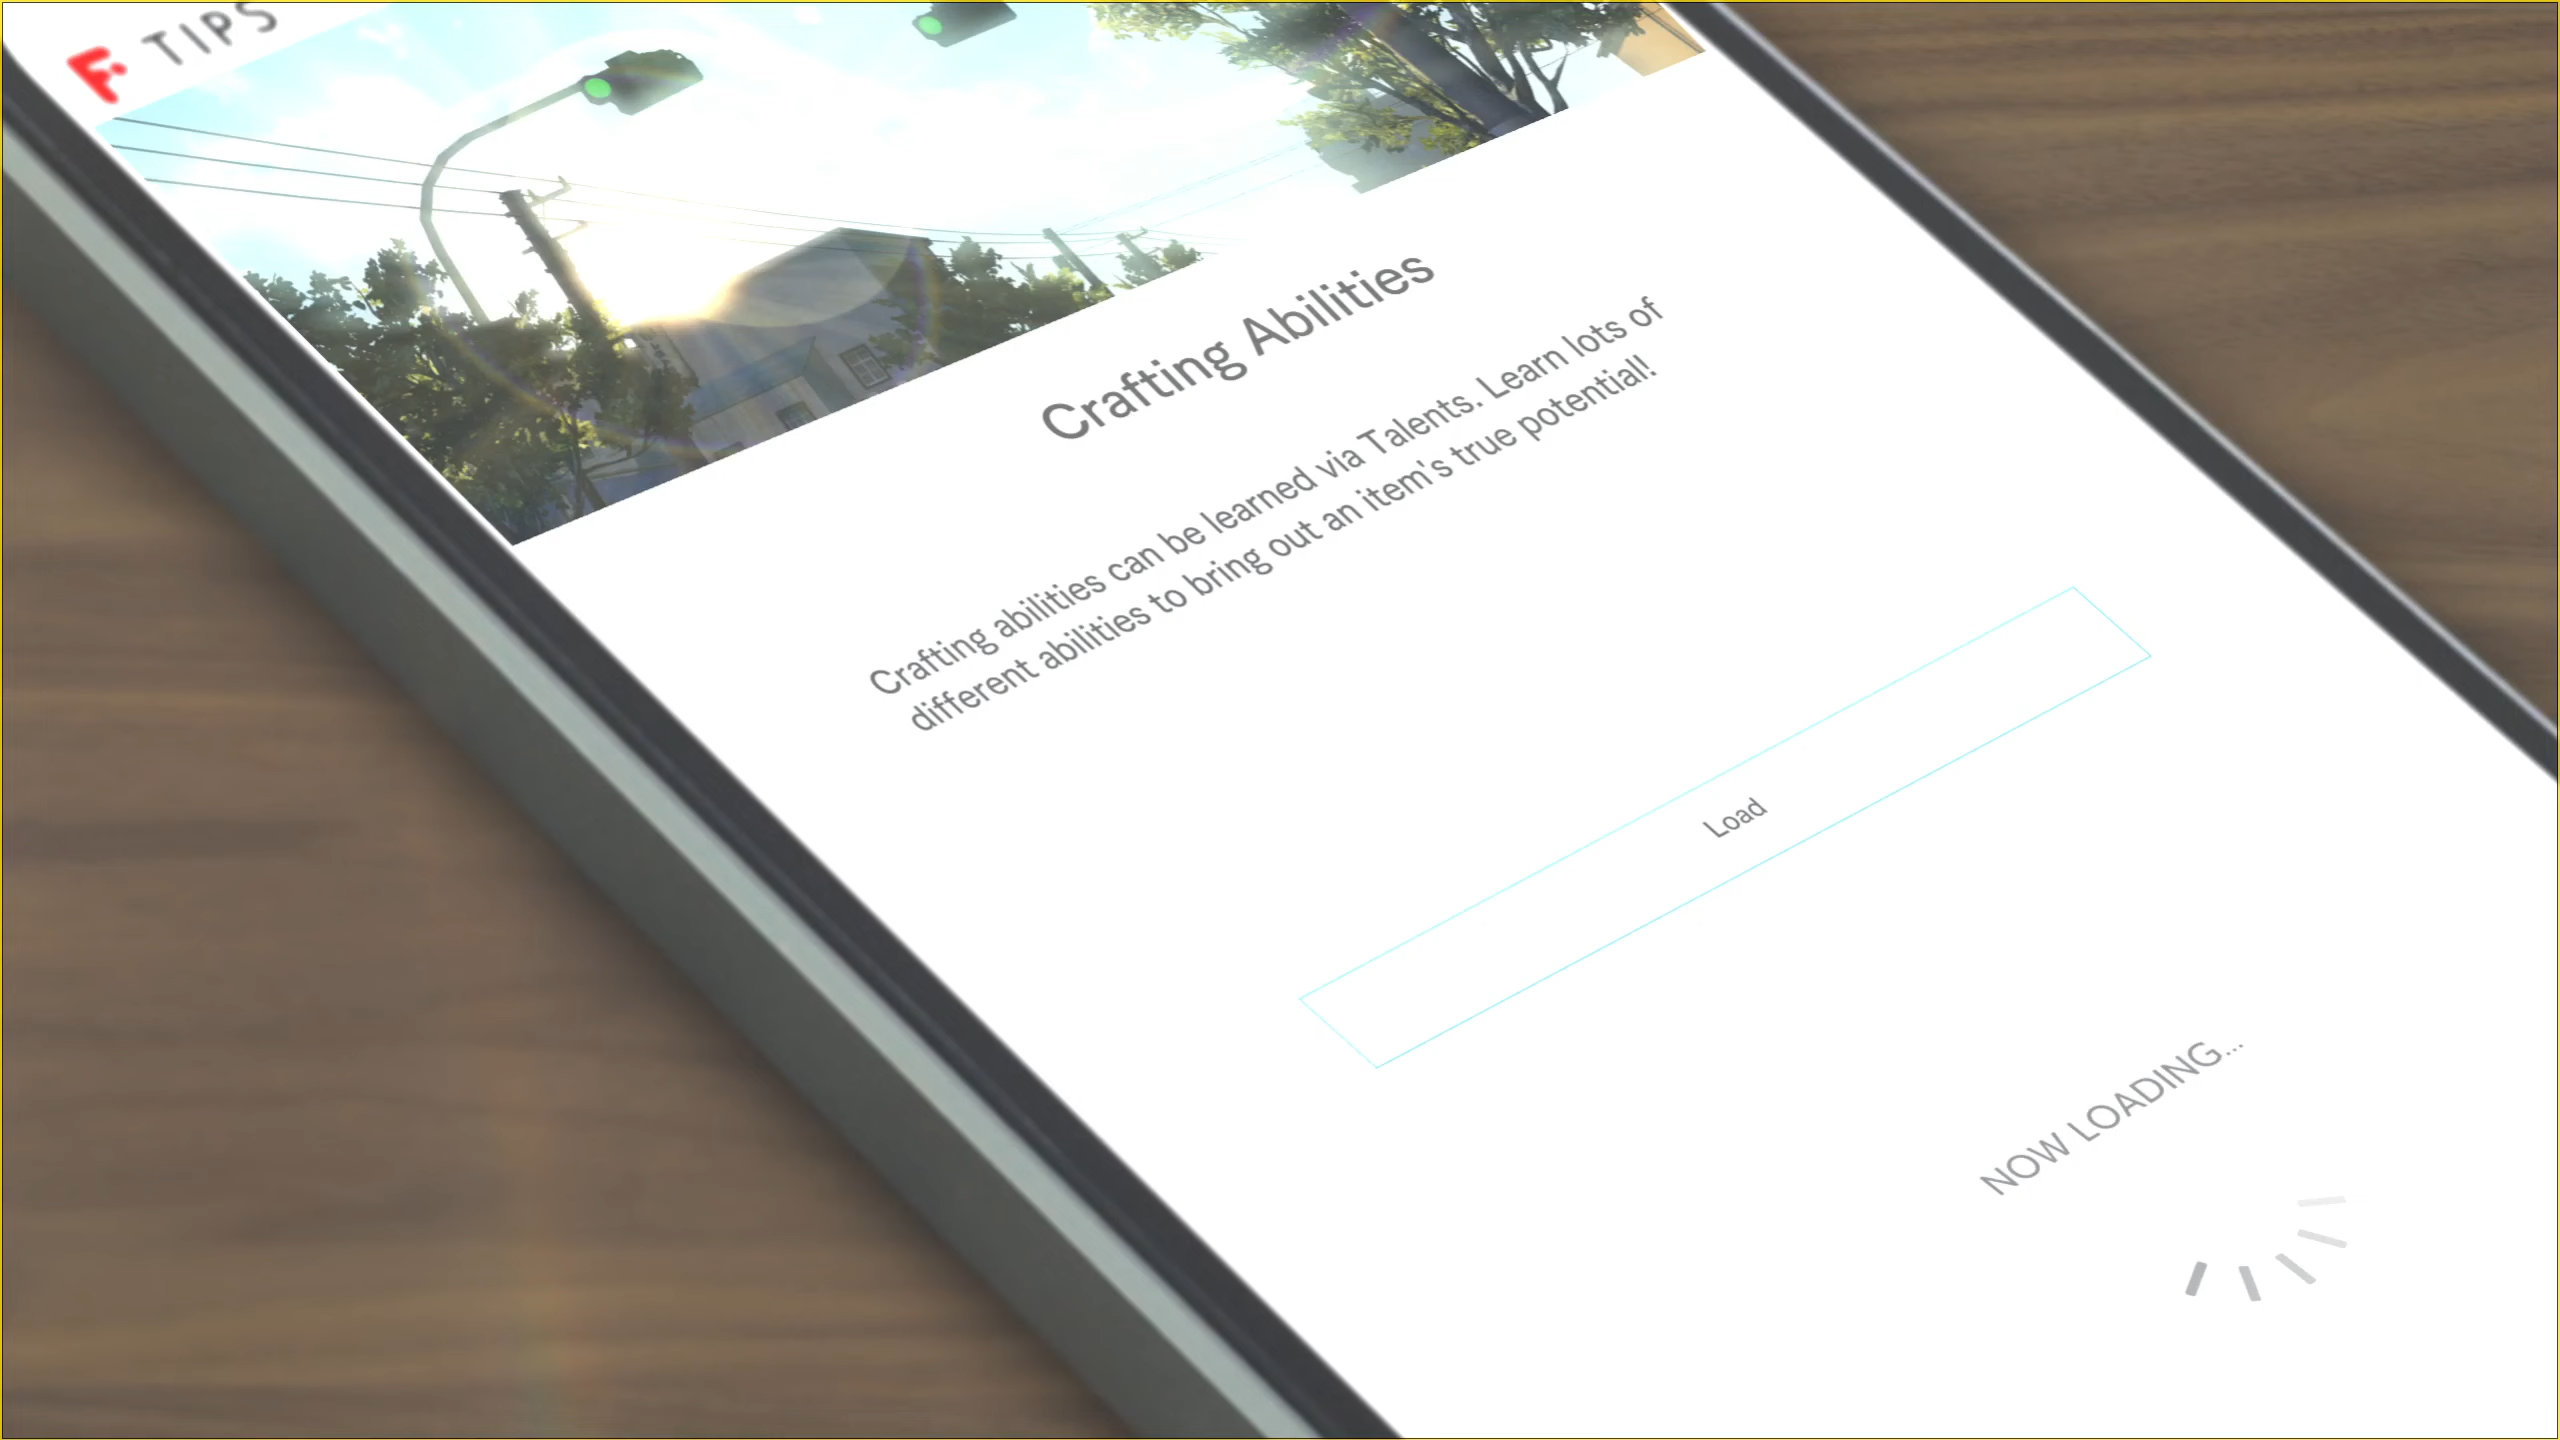 TIPS
Crafting Abilities
Crafting abilities can be learned via Talents. Learn lots of
different abilities to bring out an item's true potential!
Load
NOW LOADING...